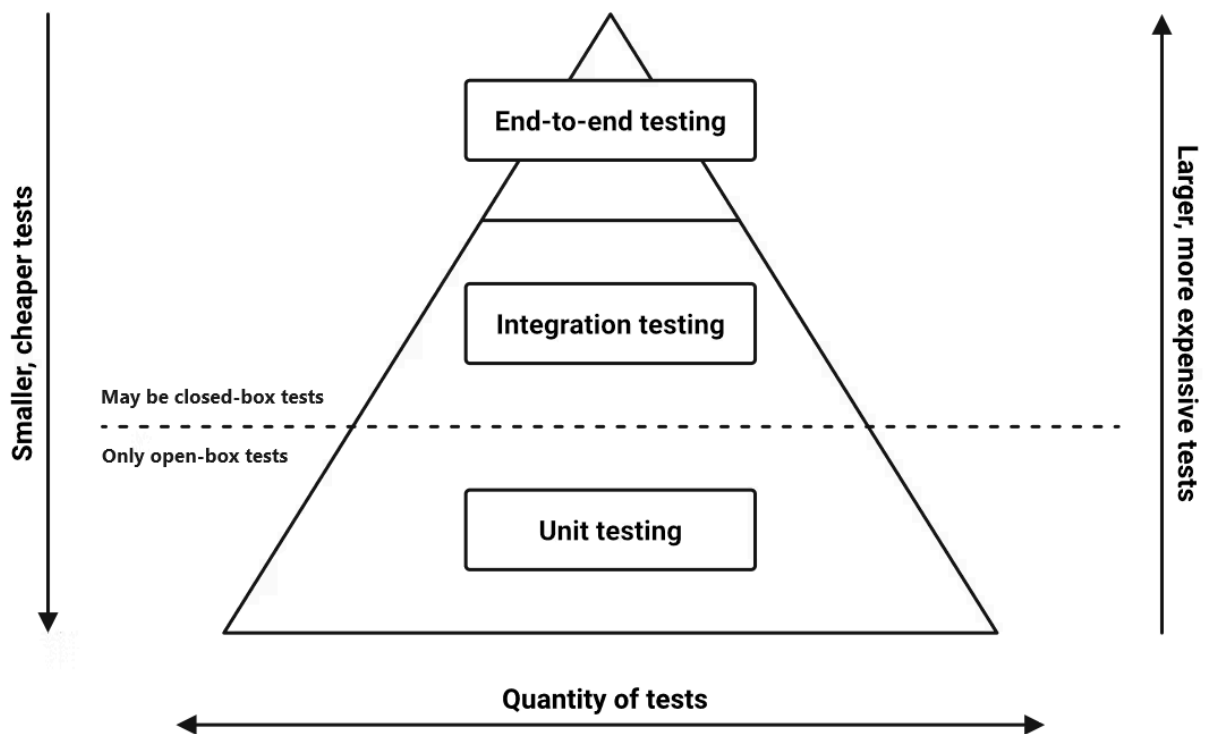 End-to-end testing
Smaller, cheaper tests
Larger, more expensive tests
Integration testing
May be closed-box tests
Only open-box tests
Unit testing
Quantity of tests